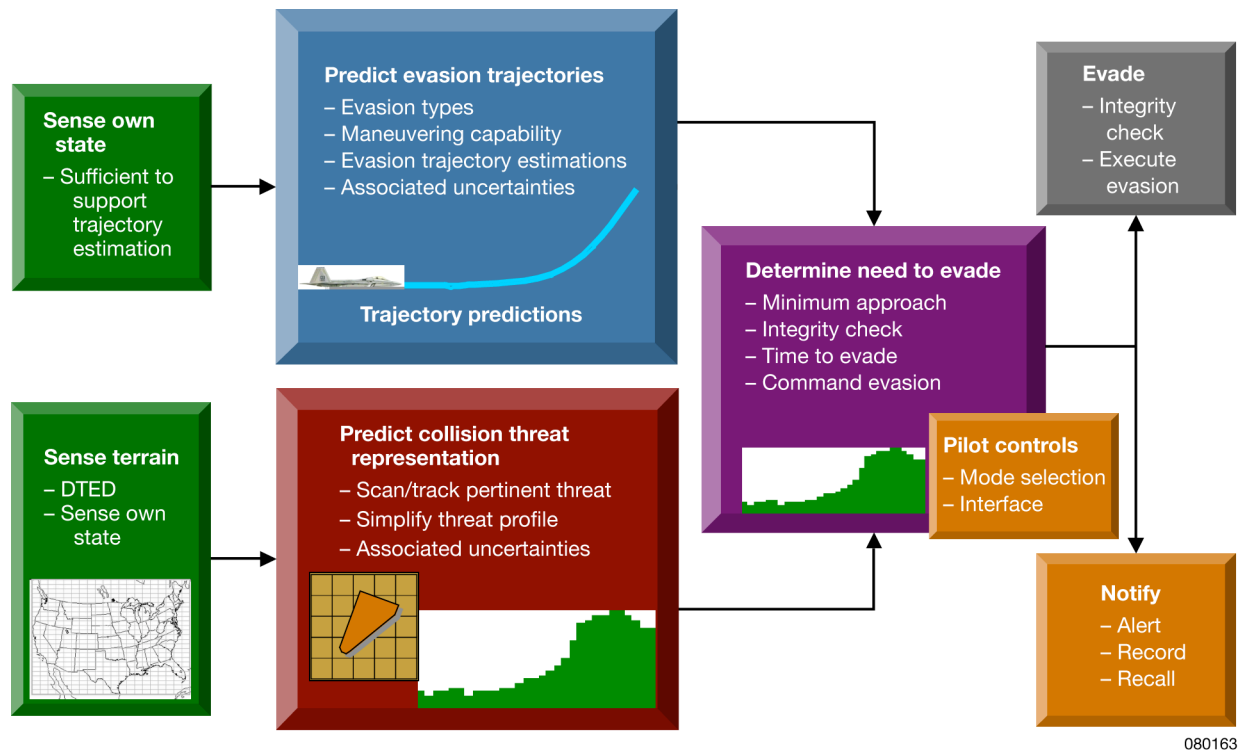 Sense own
state
– Sufficient to
support
trajectory
estimation
Predict evasion trajectories
– Evasion types
– Maneuvering capability
– Evasion trajectory estimations
– Associated uncertainties
Trajectory predictions
Sense terrain
– DTED
– Sense own
state
Predict collision threat
representation
– Scan/track pertinent threat
– Simplify threat profile
– Associated uncertainties
Determine need to evade
– Minimum approach
– Integrity check
– Time to evade
– Command evasion
Pilot controls
– Mode selection
– Interface
Evade
– Integrity
check
– Execute
evasion
Notify
– Alert
– Record
– Recall
080163